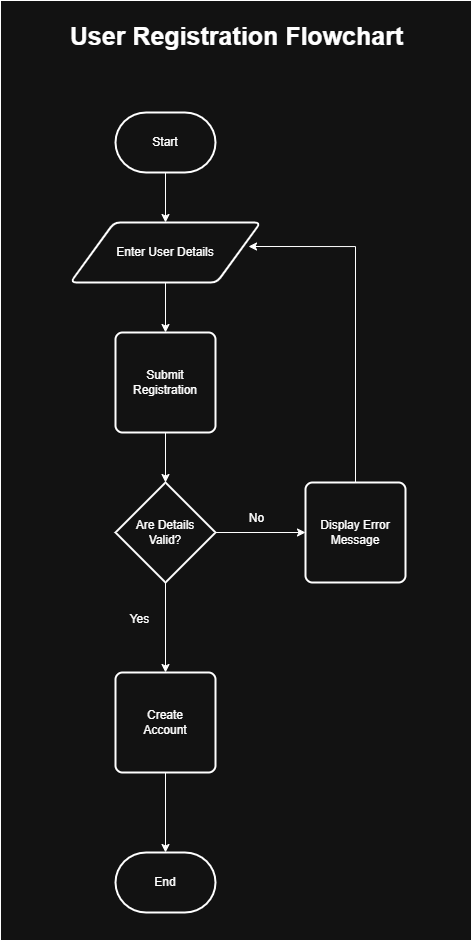 User Registration Flowchart
Start
Enter User Details
Submit
Registration
Are Details
Valid?
No
Display Error
Message
Yes
Create
Account
End